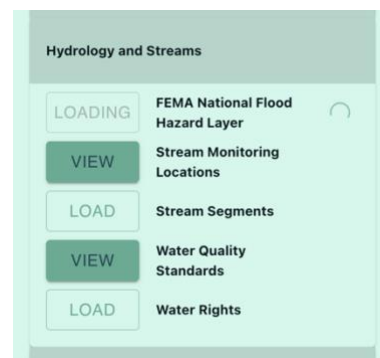 Hydrology and Streams
LOADING
FEMA National Flood
Hazard Layer
VIEW
Stream Monitoring
Locations
LOAD
Stream Segments
VIEW
Water Quality
Standards
LOAD
Water Rights